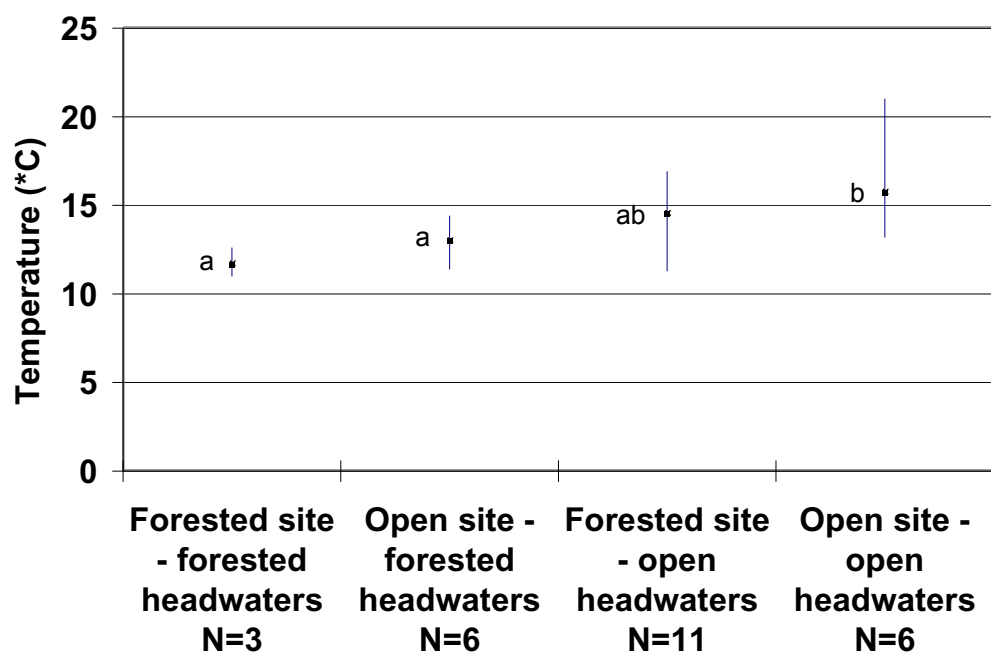 25
20
15
10
5
0
Temperature (*C)
a
a
ab
b
Forested site
- forested
headwaters
N=3
Open site -
forested
headwaters
N=6
Forested site
- open
headwaters
N=11
Open site -
open
headwaters
N=6